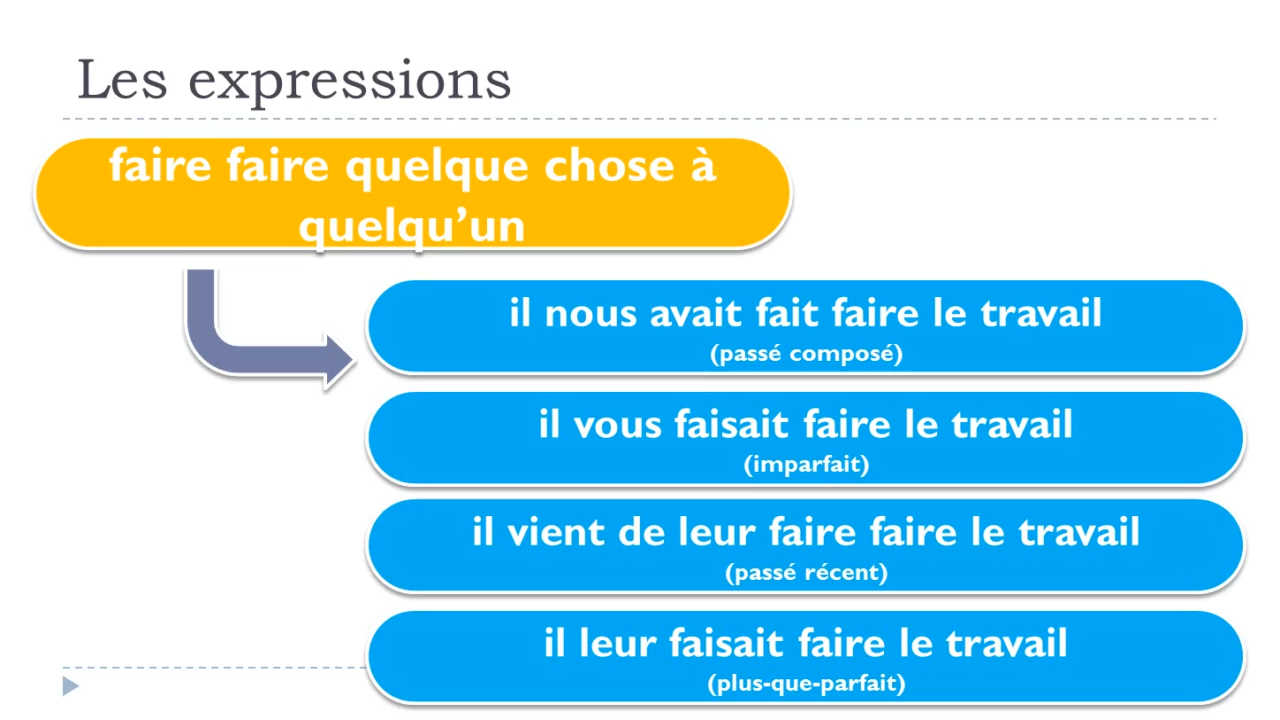 Les expressions
faire faire quelque chose à
quelqu’un
il nous avait fait faire le travail
(passé composé)
il vous faisait faire le travail
(imparfait)
il vient de leur faire faire le travail
(passé récent)
il leur faisait faire le travail
(plus-que-parfait)